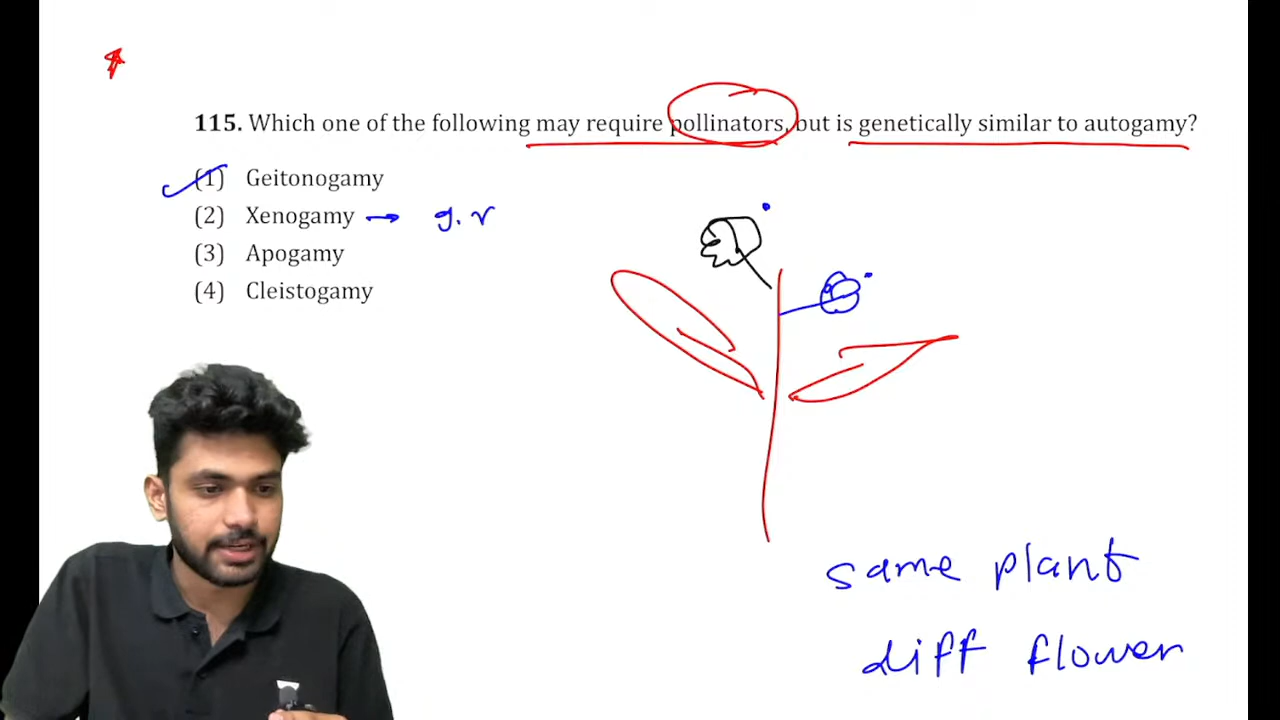 115. Which one of the following may require pollinators, but is genetically similar to autogamy?
(1) Geitonogamy
(2) Xenogamy → g. v
(3) Apogamy
(4) Cleistogamy
same plant
diff flower